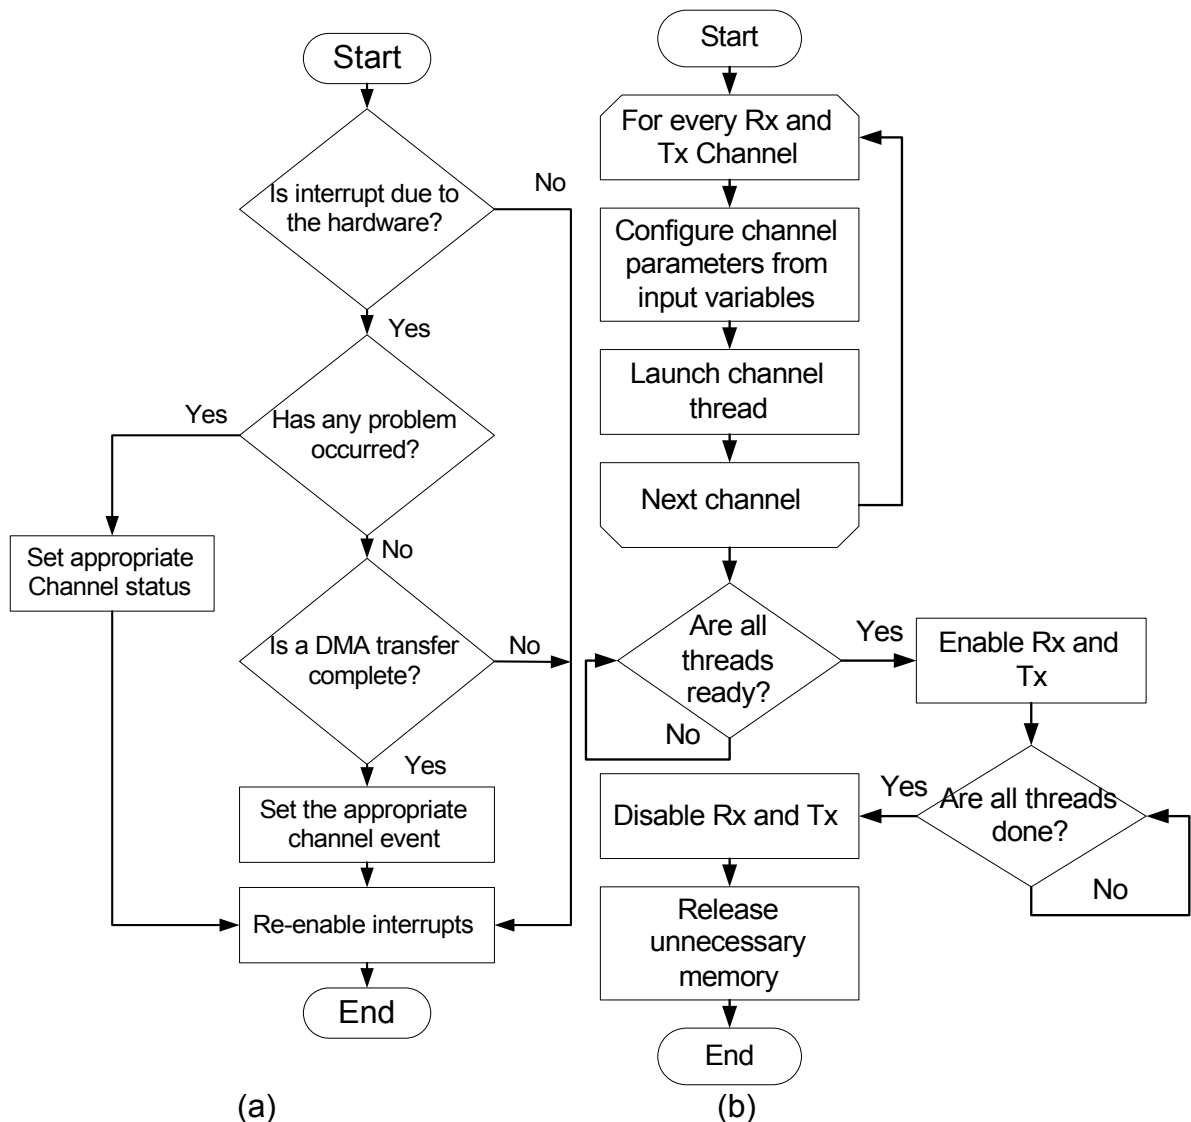 Start
Is interrupt due to
the hardware?
No
Yes
Has any problem
occurred?
Yes
No
Set appropriate
Channel status
Is a DMA transfer
complete?
No
Yes
Set the appropriate
channel event
Re-enable interrupts
End
(a)
Start
For every Rx and
Tx Channel
Configure channel
parameters from
input variables
Launch channel
thread
Next channel
Are all
threads
ready?
No
Yes
Enable Rx and
Tx
Are all threads
done?
No
Yes
Disable Rx and Tx
Release
unnecessary
memory
End
(b)